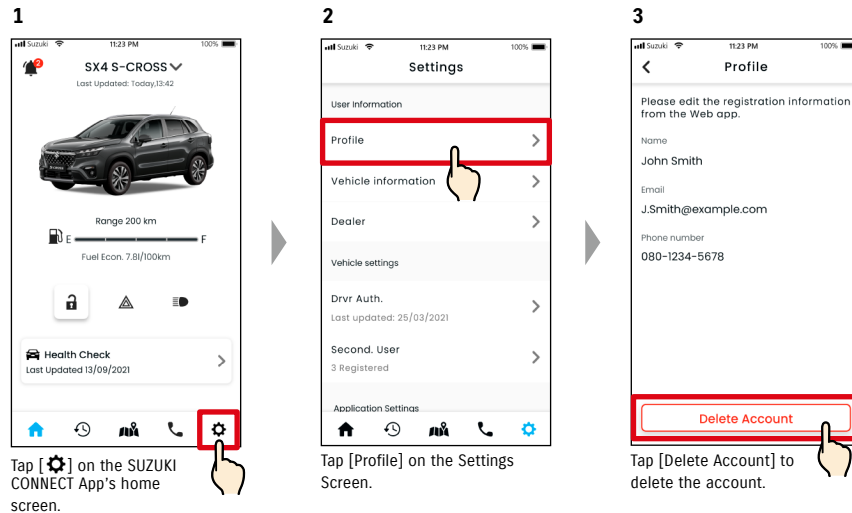 1
Suzuki 11:23 PM 100%
2
SX4 S-CROSS
Last Updated: Today,13:42
Range 200 km
E F
Fuel Econ. 7.8l/100km
Health Check
Last Updated 13/09/2021
Tap [ ] on the SUZUKI
CONNECT App's home
screen.
2
Suzuki 11:23 PM 100%
Settings
User Information
Profile
Vehicle information
Dealer
Vehicle settings
Drvr Auth.
Last updated: 25/03/2021
Second. User
3 Registered
Application Settings
Tap [Profile] on the Settings
Screen.
3
Suzuki 11:23 PM 100%
Profile
Please edit the registration information
from the Web app.
Name
John Smith
Email
J.Smith@example.com
Phone number
080-1234-5678
Delete Account
Tap [Delete Account] to
delete the account.